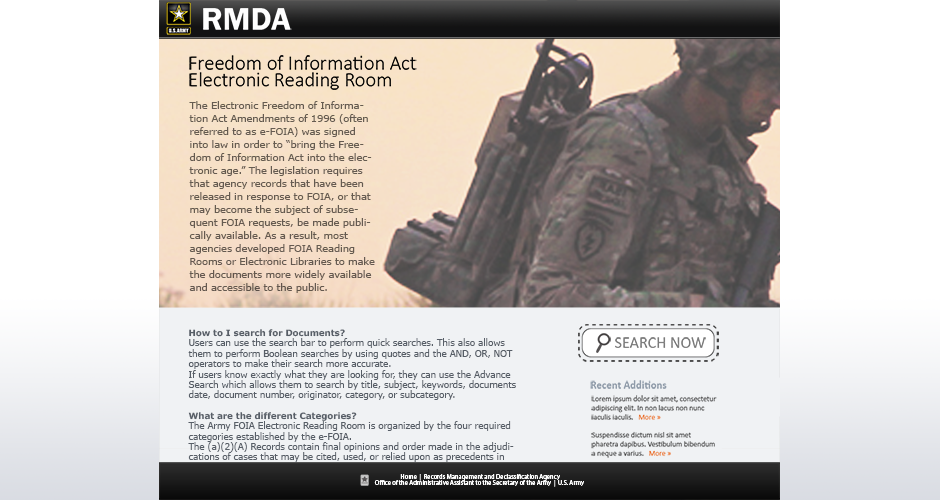 U.S. ARMY
RMDA
Freedom of Information Act
Electronic Reading Room
The Electronic Freedom of Informa-
tion Act Amendments of 1996 (often
referred to as e-FOIA) was signed
into law in order to “bring the Free-
dom of Information Act into the elec-
tronic age.” The legislation requires
that agency records that have been
released in response to FOIA, or that
may become the subject of subse-
quent FOIA requests, be made publi-
cally available. As a result, most
agencies developed FOIA Reading
Rooms or Electronic Libraries to make
the documents more widely available
and accessible to the public.
How to I search for Documents?
Users can use the search bar to perform quick searches. This also allows
them to perform Boolean searches by using quotes and the AND, OR, NOT
operators to make their search more accurate.
If users know exactly what they are looking for, they can use the Advance
Search which allows them to search by title, subject, keywords, documents
date, document number, originator, category, or subcategory.
What are the different Categories?
The Army FOIA Electronic Reading Room is organized by the four required
categories established by the e-FOIA.
The (a)(2)(A) Records contain final opinions and order made in the adjudi-
cations of cases that may be cited, used, or relied upon as precedents in
SEARCH NOW
Recent Additions
Lorem ipsum dolor sit amet, consectetur
adipiscing elit. In non lacus non nunc
iaculis iaculis. More »
Suspendisse dictum nisl sit amet
pharetra dapibus. Vestibulum bibendum
a neque a varius. More »
Home | Records Management and Declassification Agency
Office of the Administrative Assistant to the Secretary of the Army | U.S. Army